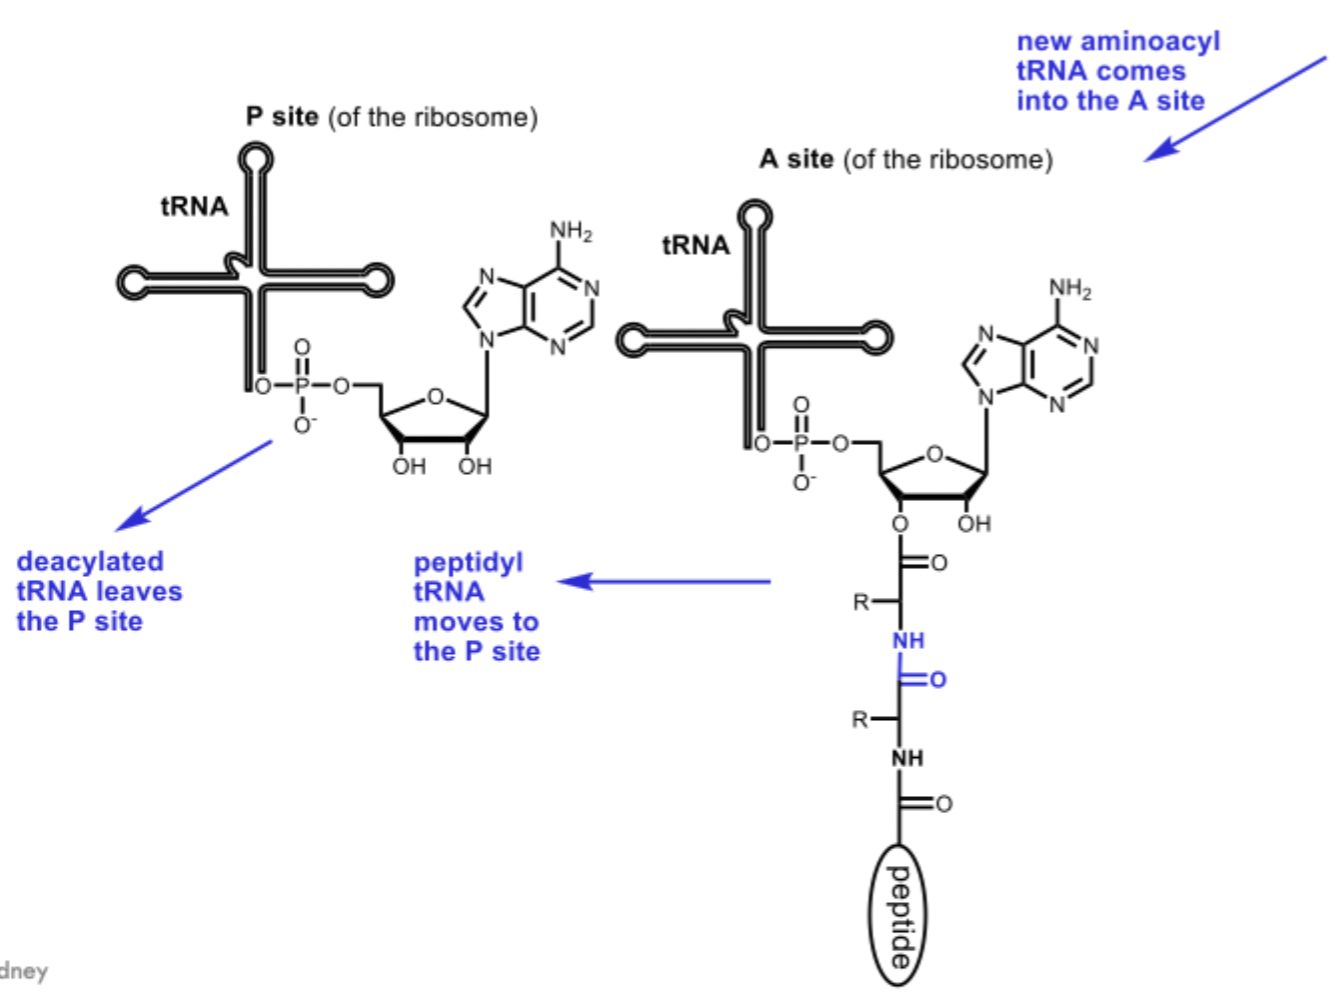 new aminoacyl
tRNA comes
into the A site
P site (of the ribosome)
A site (of the ribosome)
tRNA
tRNA
NH₂
N
N
N
N
O
O-P-O
O⁻
O
OH OH
NH₂
N
N
N
N
O
O-P-O
O⁻
O
O
OH
deacylated
tRNA leaves
the P site
peptidyl
tRNA
moves to
the P site
=O
R
NH
=O
R
NH
=O
peptide
dney